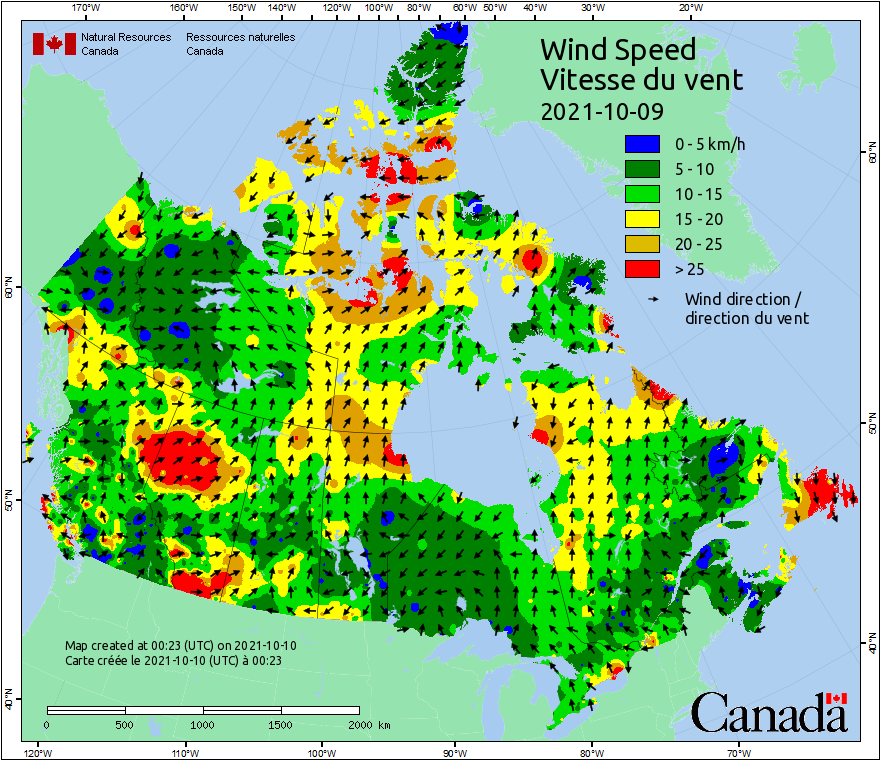 170°W 160°W 150°W 140°W 120°W 100°W 80°W 60°W 50°W 40°W 30°W 20°W
Natural Resources Ressources naturelles
Canada Canada
Wind Speed
Vitesse du vent
2021-10-09
0 - 5 km/h
5 - 10
10 - 15
15 - 20
20 - 25
> 25
Wind direction /
direction du vent
60°N
50°N
40°N
60°N
50°N
40°N
Map created at 00:23 (UTC) on 2021-10-10
Carte créée le 2021-10-10 (UTC) à 00:23
0 500 1000 1500 2000 km
Canada
120°W 110°W 100°W 90°W 80°W 70°W